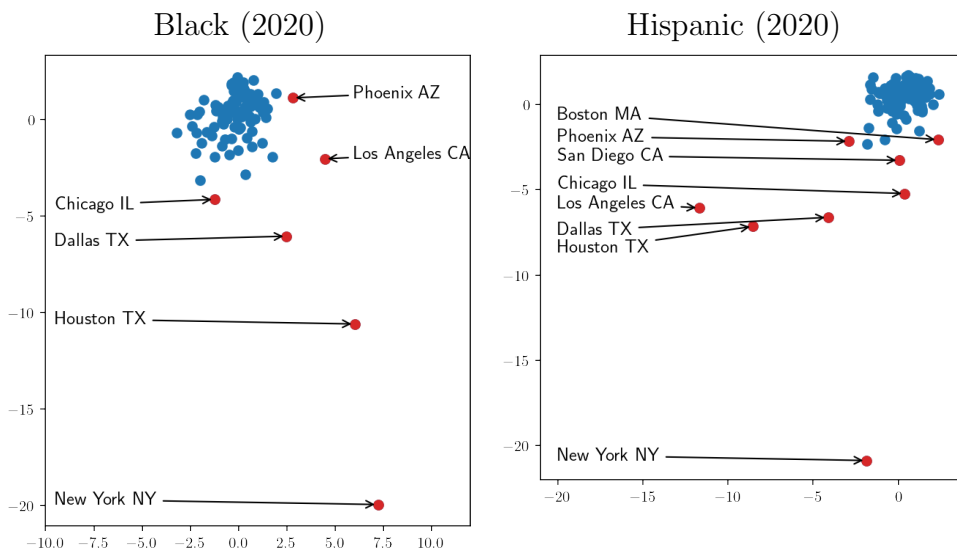 Black (2020)
Hispanic (2020)
0
−5
−10
−15
−20
−10.0
−7.5
−5.0
−2.5
0.0
2.5
5.0
7.5
10.0
Phoenix AZ
Los Angeles CA
Chicago IL
Dallas TX
Houston TX
New York NY
0
−5
−10
−15
−20
−20
−15
−10
−5
0
Boston MA
Phoenix AZ
San Diego CA
Chicago IL
Los Angeles CA
Dallas TX
Houston TX
New York NY